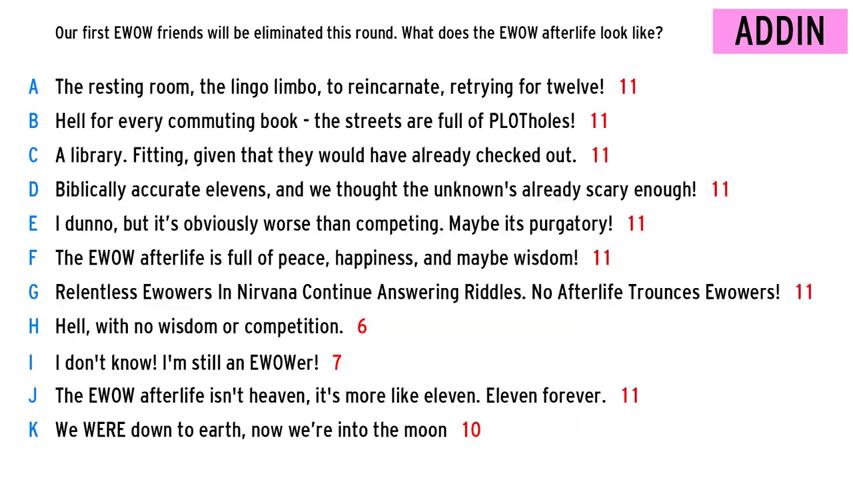 Our first EWOW friends will be eliminated this round. What does the EWOW afterlife look like?
ADDIN
A The resting room, the lingo limbo, to reincarnate, retrying for twelve! 11
B Hell for every commuting book - the streets are full of PLOTholes! 11
C A library. Fitting, given that they would have already checked out. 11
D Biblically accurate elevens, and we thought the unknown's already scary enough! 11
E I dunno, but it’s obviously worse than competing. Maybe its purgatory! 11
F The EWOW afterlife is full of peace, happiness, and maybe wisdom! 11
G Relentless Ewowers In Nirvana Continue Answering Riddles. No Afterlife Trounces Ewowers! 11
H Hell, with no wisdom or competition. 6
I I don't know! I'm still an EWOWer! 7
J The EWOW afterlife isn't heaven, it's more like eleven. Eleven forever. 11
K We WERE down to earth, now we’re into the moon 10